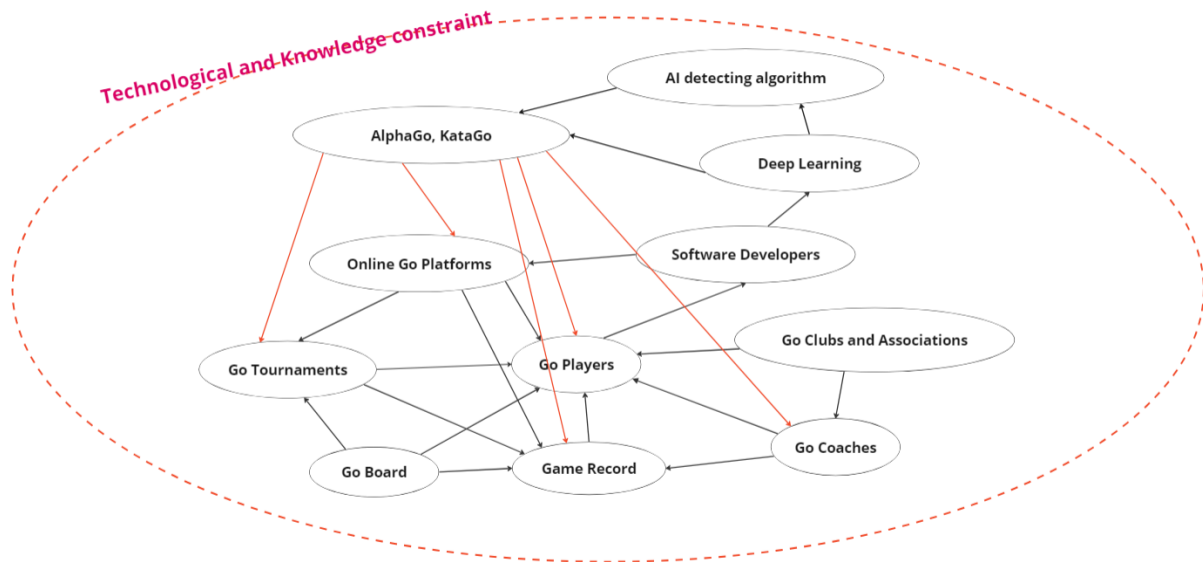 Technological and Knowledge constraint
AI detecting algorithm
AlphaGo, KataGo
Deep Learning
Software Developers
Online Go Platforms
Go Clubs and Associations
Go Tournaments
Go Players
Go Coaches
Go Board
Game Record